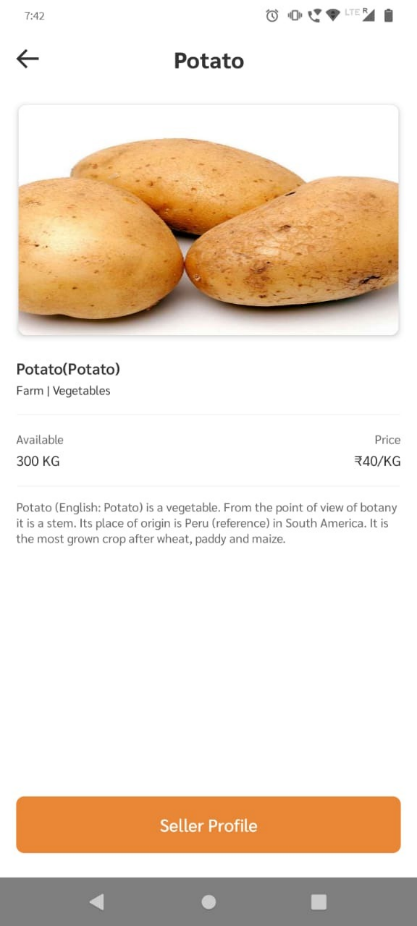 7:42
LTE R
Potato
Potato(Potato)
Farm | Vegetables
Available
Price
300 KG
₹40/KG
Potato (English: Potato) is a vegetable. From the point of view of botany
it is a stem. Its place of origin is Peru (reference) in South America. It is
the most grown crop after wheat, paddy and maize.
Seller Profile